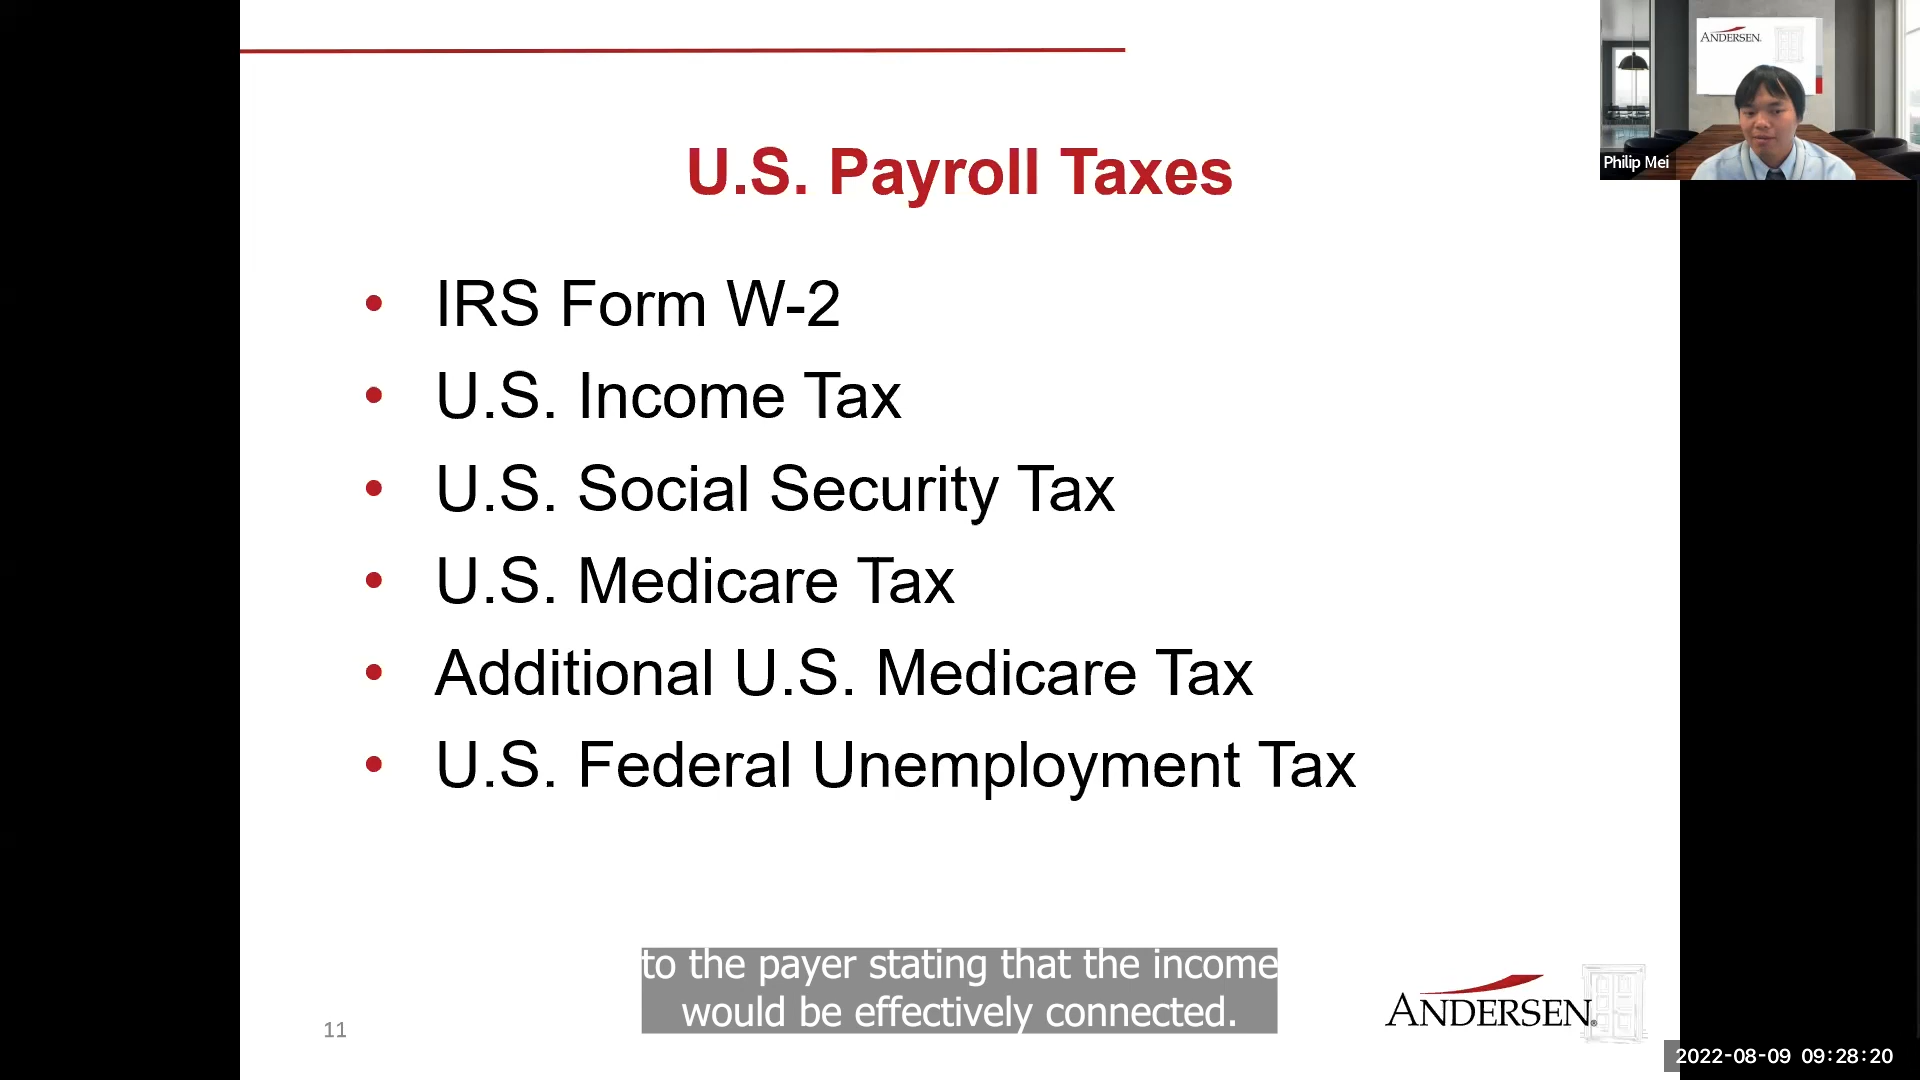 ANDERSEN.
Philip Mei
U.S. Payroll Taxes
• IRS Form W-2
• U.S. Income Tax
• U.S. Social Security Tax
• U.S. Medicare Tax
• Additional U.S. Medicare Tax
• U.S. Federal Unemployment Tax
to the payer stating that the income
would be effectively connected.
11
ANDERSEN®
2022-08-09 09:28:20